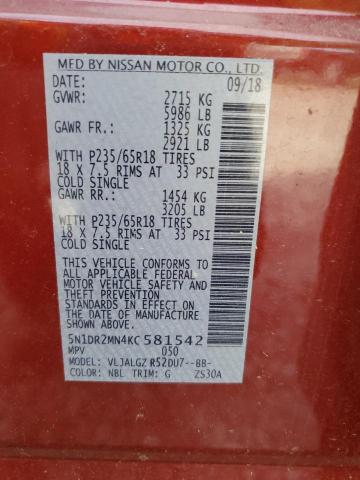 MFD BY NISSAN MOTOR CO., LTD.
DATE: 09/18
GVWR: 2715 KG
5986 LB
GAWR FR.: 1325 KG
2921 LB
WITH P235/65R18 TIRES
18 X 7.5 RIMS AT 33 PSI
COLD SINGLE
GAWR RR.: 1454 KG
3205 LB
WITH P235/65R18 TIRES
18 X 7.5 RIMS AT 33 PSI
COLD SINGLE
THIS VEHICLE CONFORMS TO
ALL APPLICABLE FEDERAL
MOTOR VEHICLE SAFETY AND
THEFT PREVENTION
STANDARDS IN EFFECT ON
THE DATE OF MANUFACTURE
SHOWN ABOVE.
5N1DR2MN4KC 581542
MPV 050
MODEL: VLJALGZ R52DU7--BB-
COLOR: NBL TRIM: G ZS30A